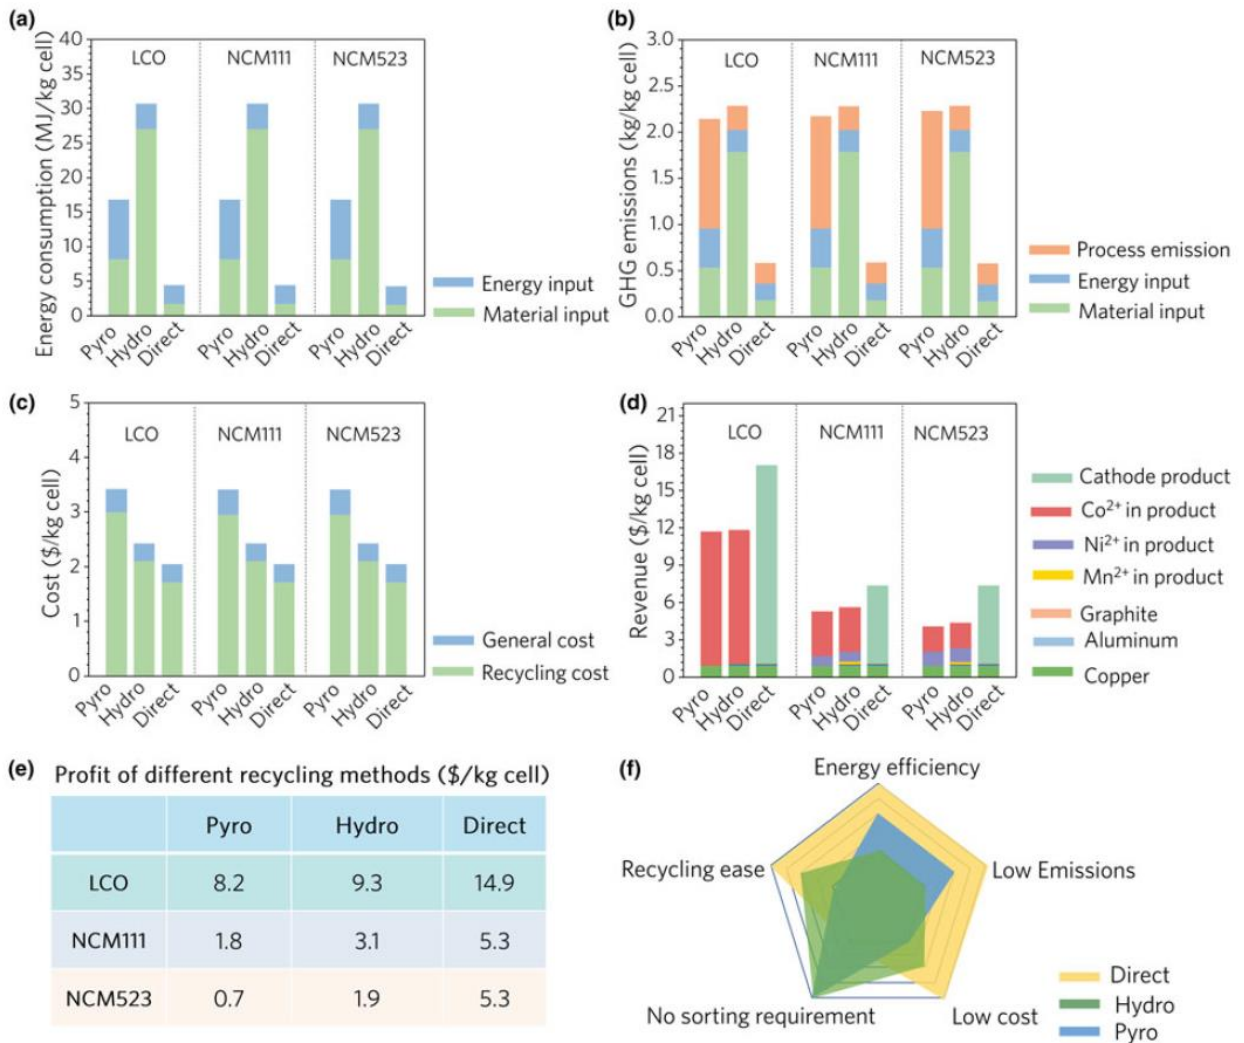 (a)
Energy consumption (MJ/kg cell)
40
35
30
25
20
15
10
5
0
LCO
NCM111
NCM523
Pyro
Hydro
Direct
Pyro
Hydro
Direct
Pyro
Hydro
Direct
Energy input
Material input
(b)
GHG emissions (kg/kg cell)
3.0
2.5
2.0
1.5
1.0
0.5
0.0
LCO
NCM111
NCM523
Pyro
Hydro
Direct
Pyro
Hydro
Direct
Pyro
Hydro
Direct
Process emission
Energy input
Material input
(c)
Cost ($/kg cell)
5
4
3
2
1
0
LCO
NCM111
NCM523
Pyro
Hydro
Direct
Pyro
Hydro
Direct
Pyro
Hydro
Direct
General cost
Recycling cost
(d)
Revenue ($/kg cell)
21
18
15
12
9
6
3
0
LCO
NCM111
NCM523
Pyro
Hydro
Direct
Pyro
Hydro
Direct
Pyro
Hydro
Direct
Cathode product
Co²⁺ in product
Ni²⁺ in product
Mn²⁺ in product
Graphite
Aluminum
Copper
(e) Profit of different recycling methods ($/kg cell)
Pyro Hydro Direct
LCO 8.2 9.3 14.9
NCM111 1.8 3.1 5.3
NCM523 0.7 1.9 5.3
(f)
Energy efficiency
Recycling ease
Low Emissions
No sorting requirement
Low cost
Direct
Hydro
Pyro